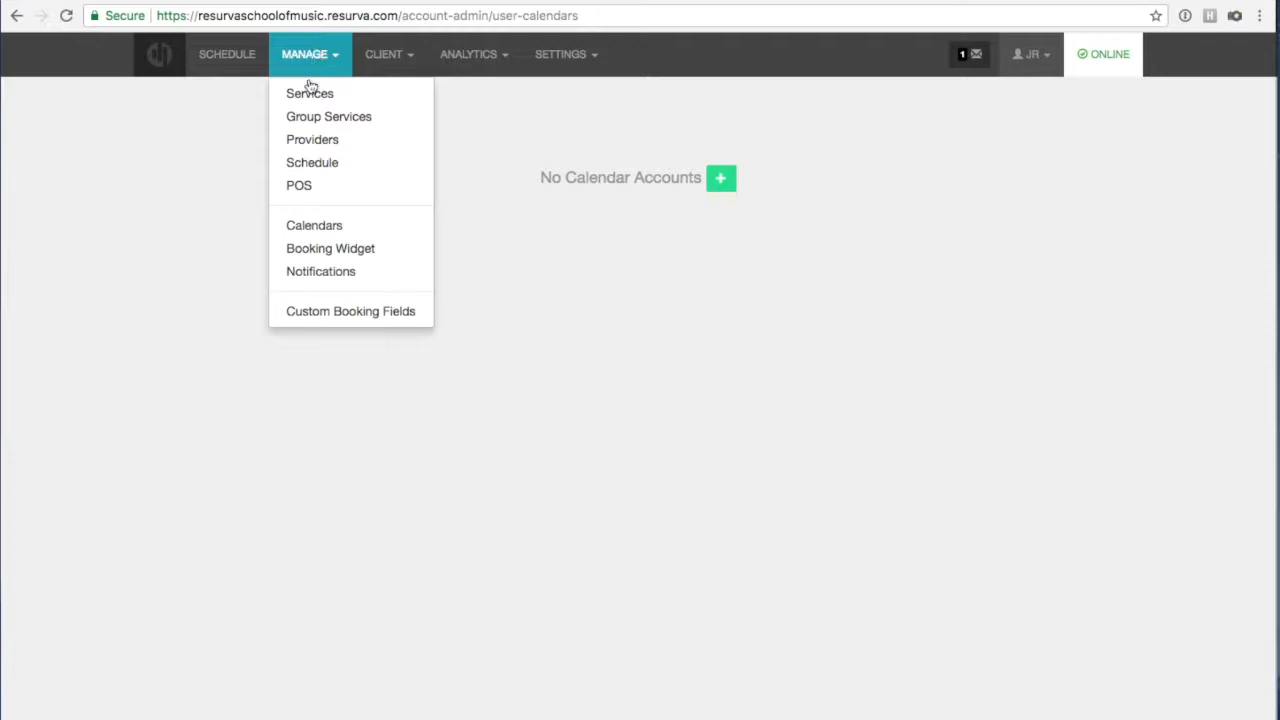 Secure https://resurvaschoolofmusic.resurva.com/account-admin/user-calendars
SCHEDULE MANAGE CLIENT ANALYTICS SETTINGS 1 JR ONLINE
Services
Group Services
Providers
Schedule
POS
No Calendar Accounts +
Calendars
Booking Widget
Notifications
Custom Booking Fields